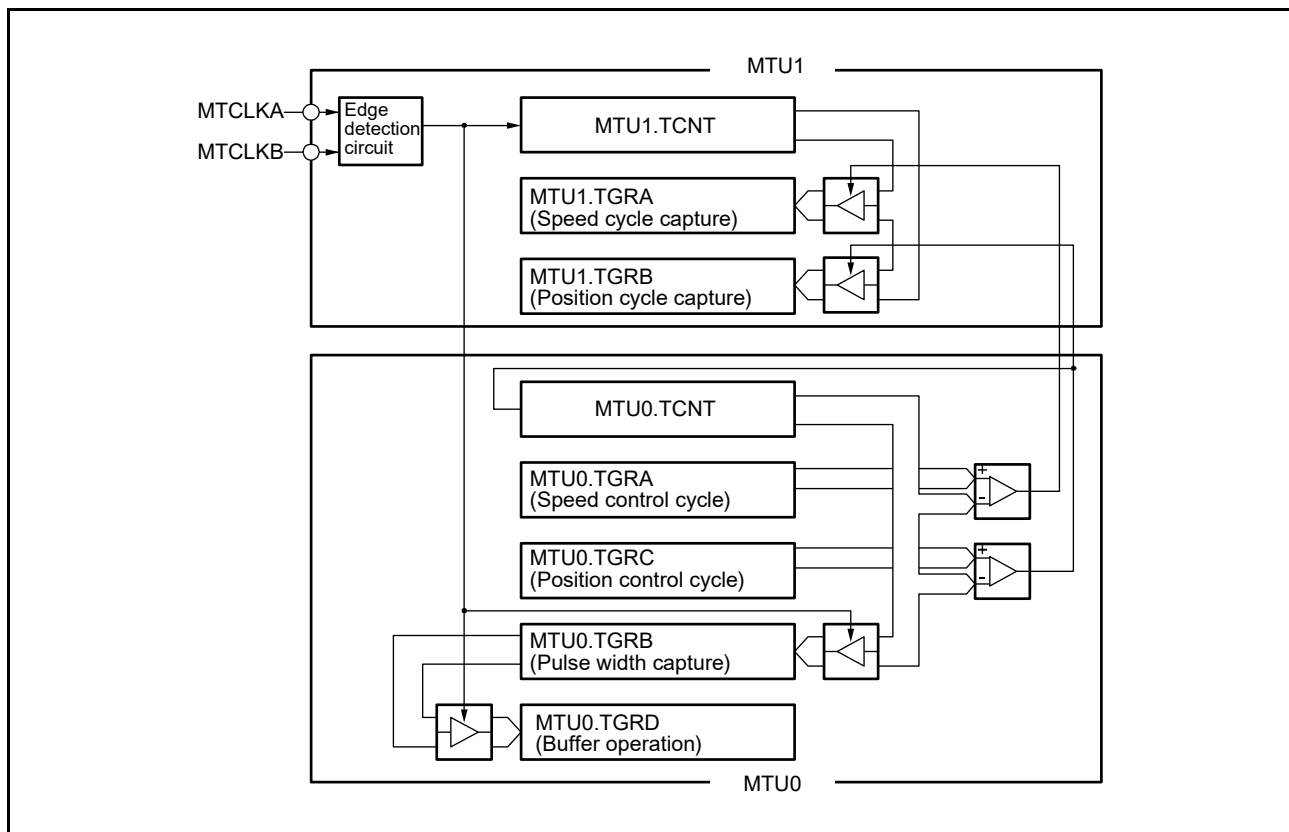 MTU1
MTCLKA
MTCLKB
Edge
detection
circuit
MTU1.TCNT
MTU1.TGRA
(Speed cycle capture)
MTU1.TGRB
(Position cycle capture)
MTU0.TCNT
MTU0.TGRA
(Speed control cycle)
+
-
MTU0.TGRC
(Position control cycle)
+
-
MTU0.TGRB
(Pulse width capture)
MTU0.TGRD
(Buffer operation)
MTU0